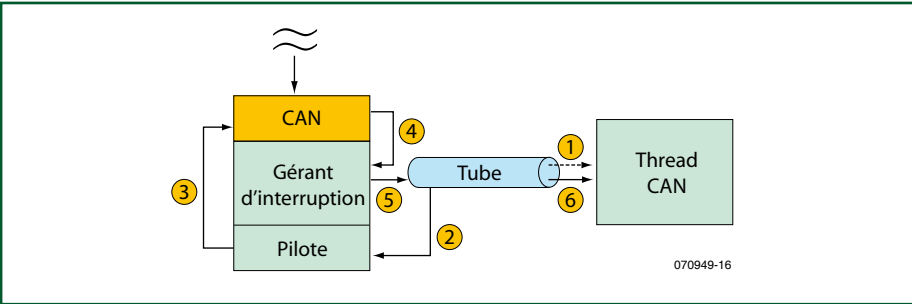 CAN
4
Gérant
d'interruption
3
5
Pilote
2
Tube
1
6
Thread
CAN
070949-16